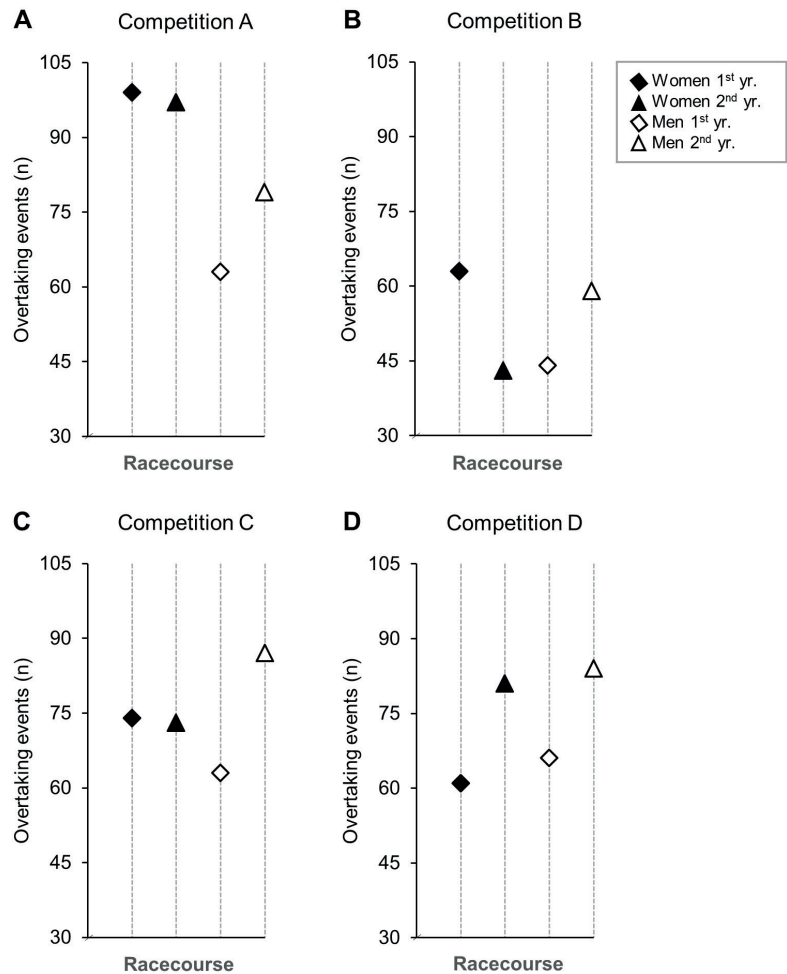 A
Competition A
Overtaking events (n)
105
90
75
60
45
30
Racecourse
B
Competition B
Overtaking events (n)
105
90
75
60
45
30
Racecourse
Women 1st yr.
Women 2nd yr.
Men 1st yr.
Men 2nd yr.
C
Competition C
Overtaking events (n)
105
90
75
60
45
30
Racecourse
D
Competition D
Overtaking events (n)
105
90
75
60
45
30
Racecourse